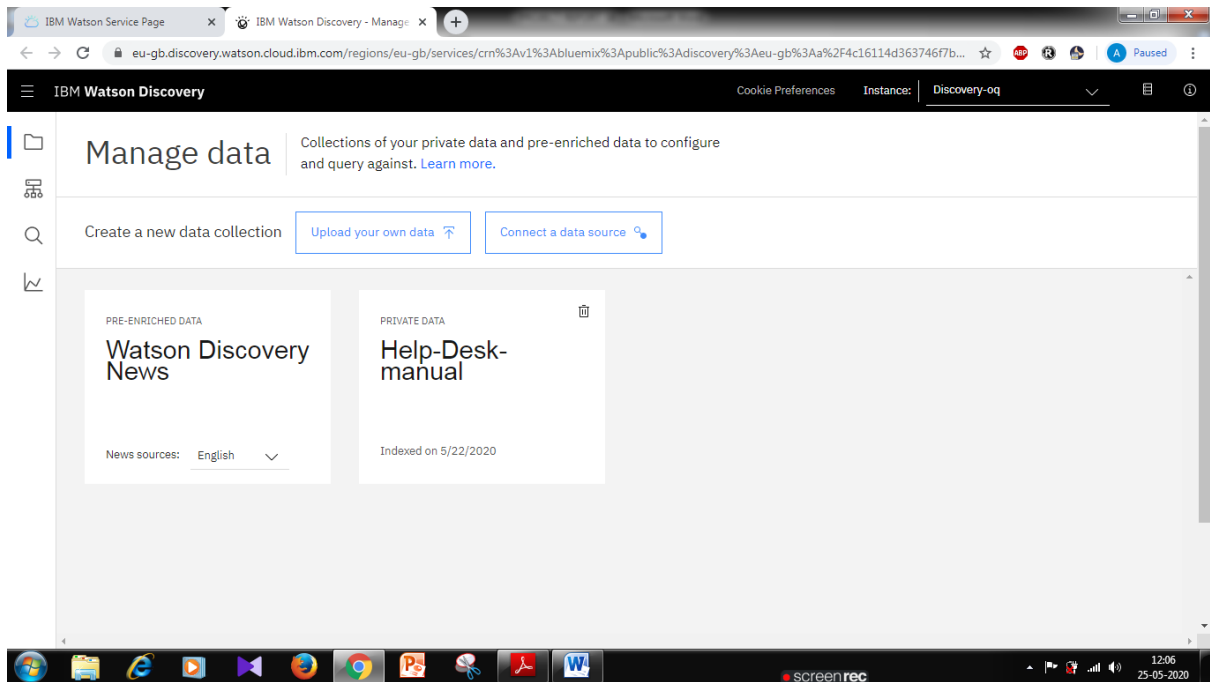 IBM Watson Service Page
IBM Watson Discovery - Manage
eu-gb.discovery.watson.cloud.ibm.com/regions/eu-gb/services/crn%3Av1%3Abluemix%3Apublic%3Adiscovery%3Aeu-gb%3Aa%2F4c16114d363746f7b...
ABP
R
A Paused
IBM Watson Discovery
Cookie Preferences
Instance:
Discovery-oq
Manage data
Collections of your private data and pre-enriched data to configure
and query against. Learn more.
Create a new data collection
Upload your own data
Connect a data source
PRE-ENRICHED DATA
Watson Discovery
News
News sources: English
PRIVATE DATA
Help-Desk-
manual
Indexed on 5/22/2020
screenrec
12:06
25-05-2020